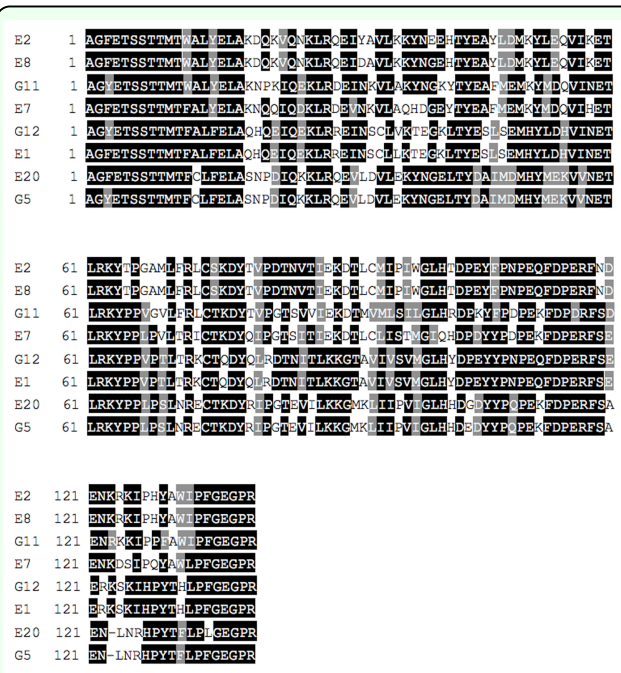 E2 1 AGFETSSTTMTWALYELAKDQKVQNKLRQEIYAVLKKYNEEHTYEAYLDMKYLEQVIKET
E8 1 AGFETSSTTMTWALYELAKDQKVQNKLRQEIDAVLKKYNGEHTYEAYLDMKYLEQVIKET
G11 1 AGYETSSTTMTWALYELAKNPKIQEKLRDEINKVLAKYNGKYTYEAFMEMKYMDQVINET
E7 1 AGFETSSTTMTFALYELAKNQQIQDKLRDEVNKVLAQHDGEYTYEAFMEMKYMDQVIHET
G12 1 AGYETSSTTMTFALFELAQHQEIQEKLRREINSCLVKTEGKLTYESLSEMHYLDHVINET
E1 1 AGFETSSTTMTFALFELAQHQEIQEKLRREINSCLLKTEGKLTYESLSEMHYLDHVINET
E20 1 AGFETSSTTMTFCLFELASNPDIQKKLRQEVLDVLEKYNGELTYDAIMDMHYMEKVVNET
G5 1 AGYETSSTTMTFCLFELASNPDIQKKLRQEVLDVLEKYNGELTYDAIMDMHYMEKVVNET
E2 61 LRKYTPGAMLFRLCSKDYTVPDTNVTIEKDTLCMIPIWGLHTDPEYFPNPEQFDPERFND
E8 61 LRKYTPGAMLFRLCSKDYTVPDTNVTIEKDTLCMIPIWGLHTDPEYFPNPEQFDPERFND
G11 61 LRKYPPVGVLFRLCTKDYTVPGTSVVIEKDTMVMLSILGLHRDPKYFPDPEKFDPDRFSD
E7 61 LRKYPPLPVLTRICTKDYQIPGTSITIEKDTLCLISTMGIQHDPDYYPDPEKFDPERFSE
G12 61 LRKYPPVPTLTRKCTQDYQLRDTNITLKKGTAVIVSVMGLHYDPEYYPNPEQFDPERFSE
E1 61 LRKYPPVPTLTRKCTQDYQLRDTNITLKKGTAVIVSVMGLHYDPEYYPNPEQFDPERFSE
E20 61 LRKYPPLPSLNRECTKDYRIPGTEVILKKGMKLIIPVIGLHHDGDYYPQPEKFDPERFSA
G5 61 LRKYPPLPSLNRECTKDYRIPGTEVILKKGMKLIIPVIGLHHDEDYYPQPEKFDPERFSA
E2 121 ENKRKIPHYAWIPFGEGPR
E8 121 ENKRKIPHYAWIPFGEGPR
G11 121 ENRKKIPPFAWIPFGEGPR
E7 121 ENKDSIPQYAWLPFGEGPR
G12 121 ERKSKIHPYTHLPFGEGPR
E1 121 ERKSKIHPYTHLPFGEGPR
E20 121 EN-LNRHPYTFLPLGEGPR
G5 121 EN-LNRHPYTFLPFGEGPR